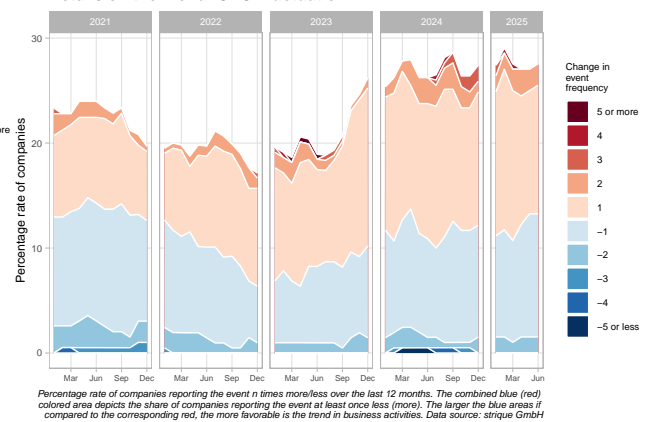 2021
2022
2023
2024
2025
30
20
10
0
Percentage rate of companies
Mar
Jun
Sep
Dec
Mar
Jun
Sep
Dec
Mar
Jun
Sep
Dec
Mar
Jun
Sep
Dec
Mar
Jun
Change in
event
frequency
5 or more
4
3
2
1
−1
−2
−3
−4
−5 or less
Percentage rate of companies reporting the event n times more/less over the last 12 months. The combined blue (red)
colored area depicts the share of companies reporting the event at least once less (more). The larger the blue areas if
compared to the corresponding red, the more favorable is the trend in business activities. Data source: strique GmbH